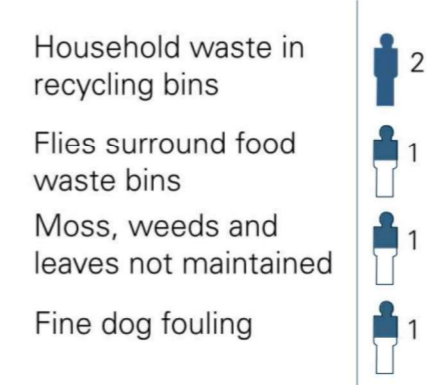 Household waste in 2
recycling bins
Flies surround food 1
waste bins
Moss, weeds and 1
leaves not maintained
Fine dog fouling 1